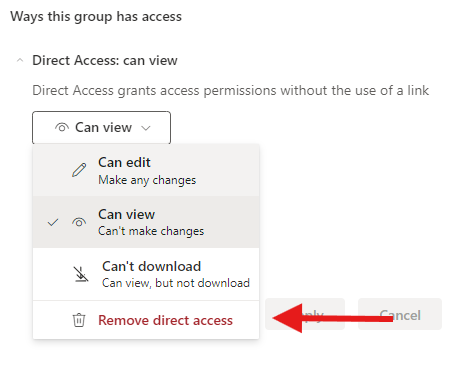 Ways this group has access
Direct Access: can view
Direct Access grants access permissions without the use of a link
Can view
Can edit
Make any changes
Can view
Can't make changes
Can't download
Can view, but not download
Remove direct access
Cancel